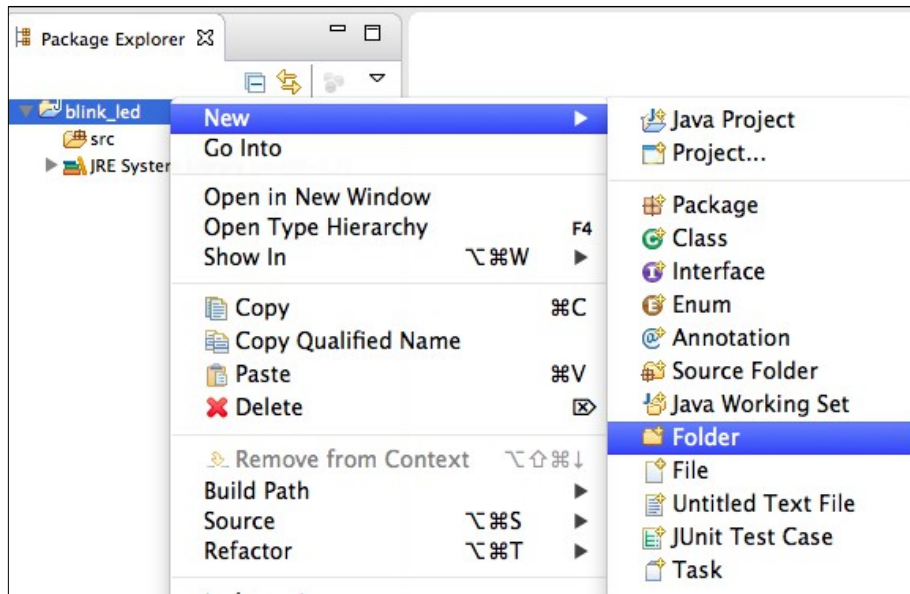 Package Explorer
blink_led
src
JRE Syster
New
Go Into
Open in New Window
Open Type Hierarchy F4
Show In ⌥⌘W
Copy ⌘C
Copy Qualified Name
Paste ⌘V
Delete ⌦
Remove from Context ⌥⇧⌘↓
Build Path
Source ⌥⌘S
Refactor ⌥⌘T
Java Project
Project...
Package
Class
Interface
Enum
Annotation
Source Folder
Java Working Set
Folder
File
Untitled Text File
JUnit Test Case
Task